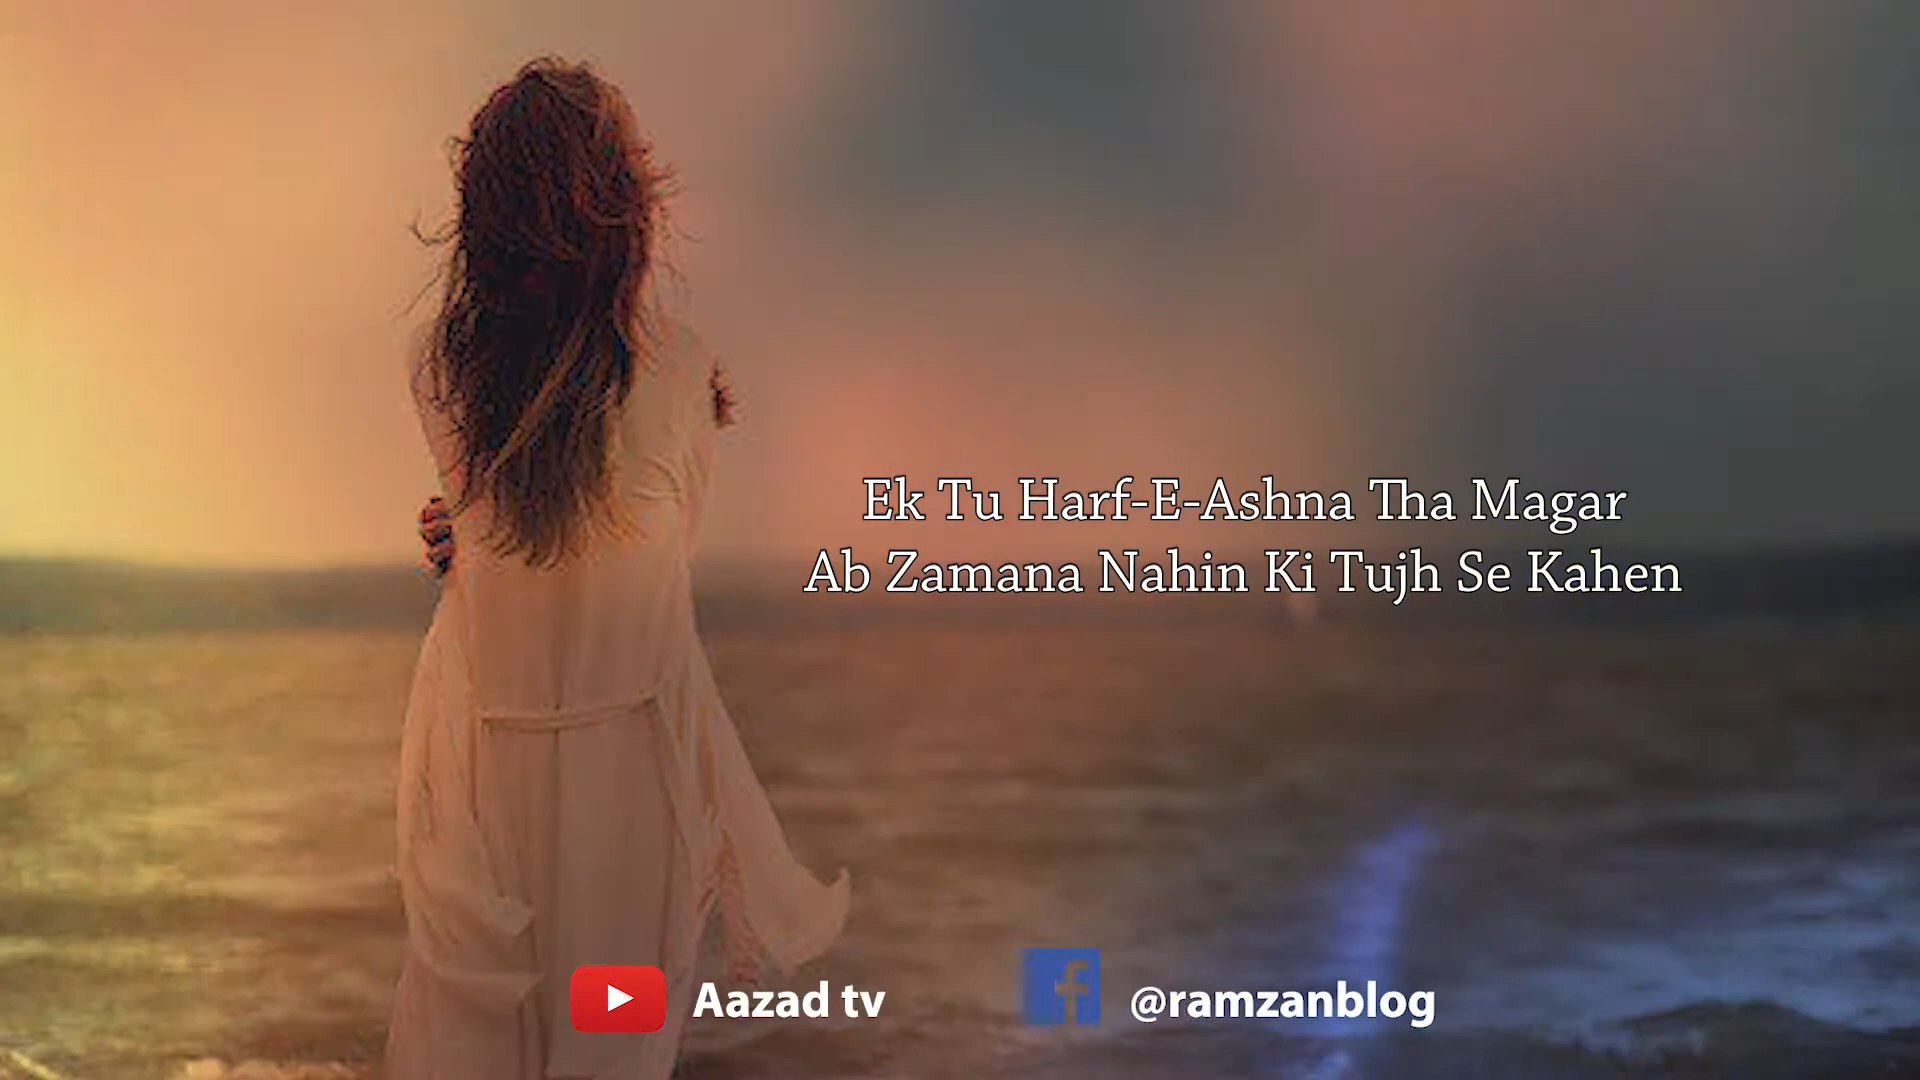 Ek Tu Harf-E-Ashna Tha Magar
Ab Zamana Nahin Ki Tujh Se Kahen
Aazad tv
@ramzanblog